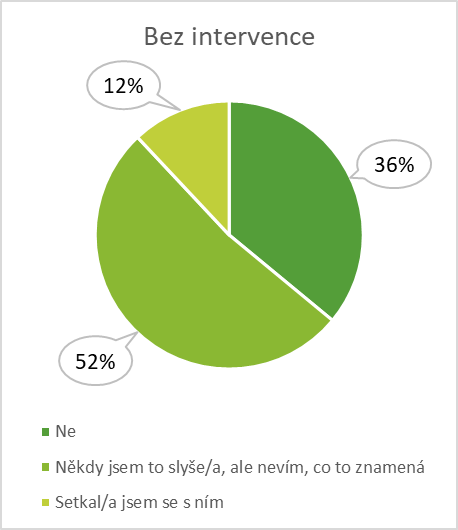 Bez intervence
12%
36%
52%
Ne
Někdy jsem to slyše/a, ale nevím, co to znamená
Setkal/a jsem se s ním